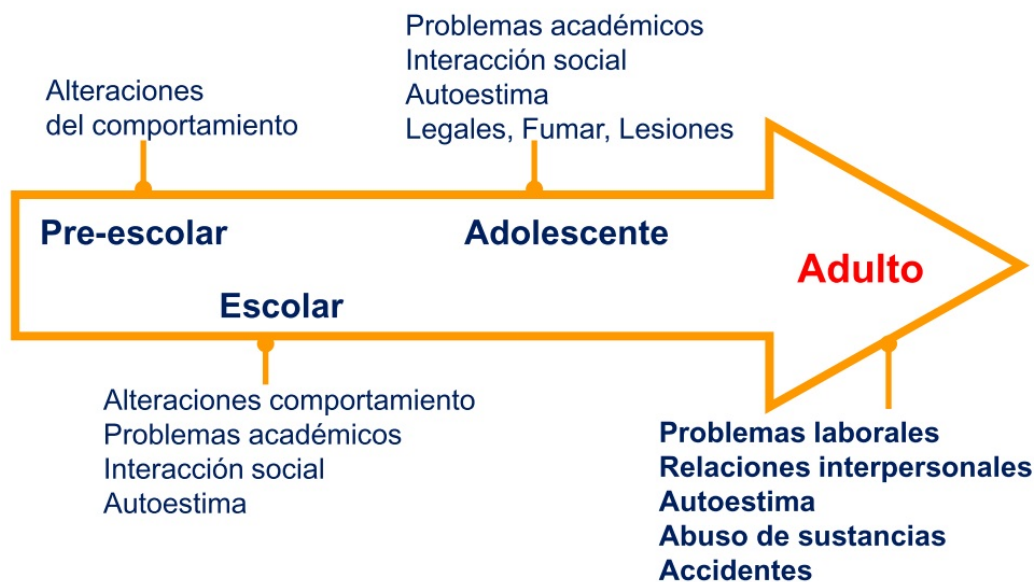 Alteraciones
del comportamiento
Problemas académicos
Interacción social
Autoestima
Legales, Fumar, Lesiones
Pre-escolar
Adolescente
Escolar
Adulto
Alteraciones comportamiento
Problemas académicos
Interacción social
Autoestima
Problemas laborales
Relaciones interpersonales
Autoestima
Abuso de sustancias
Accidentes